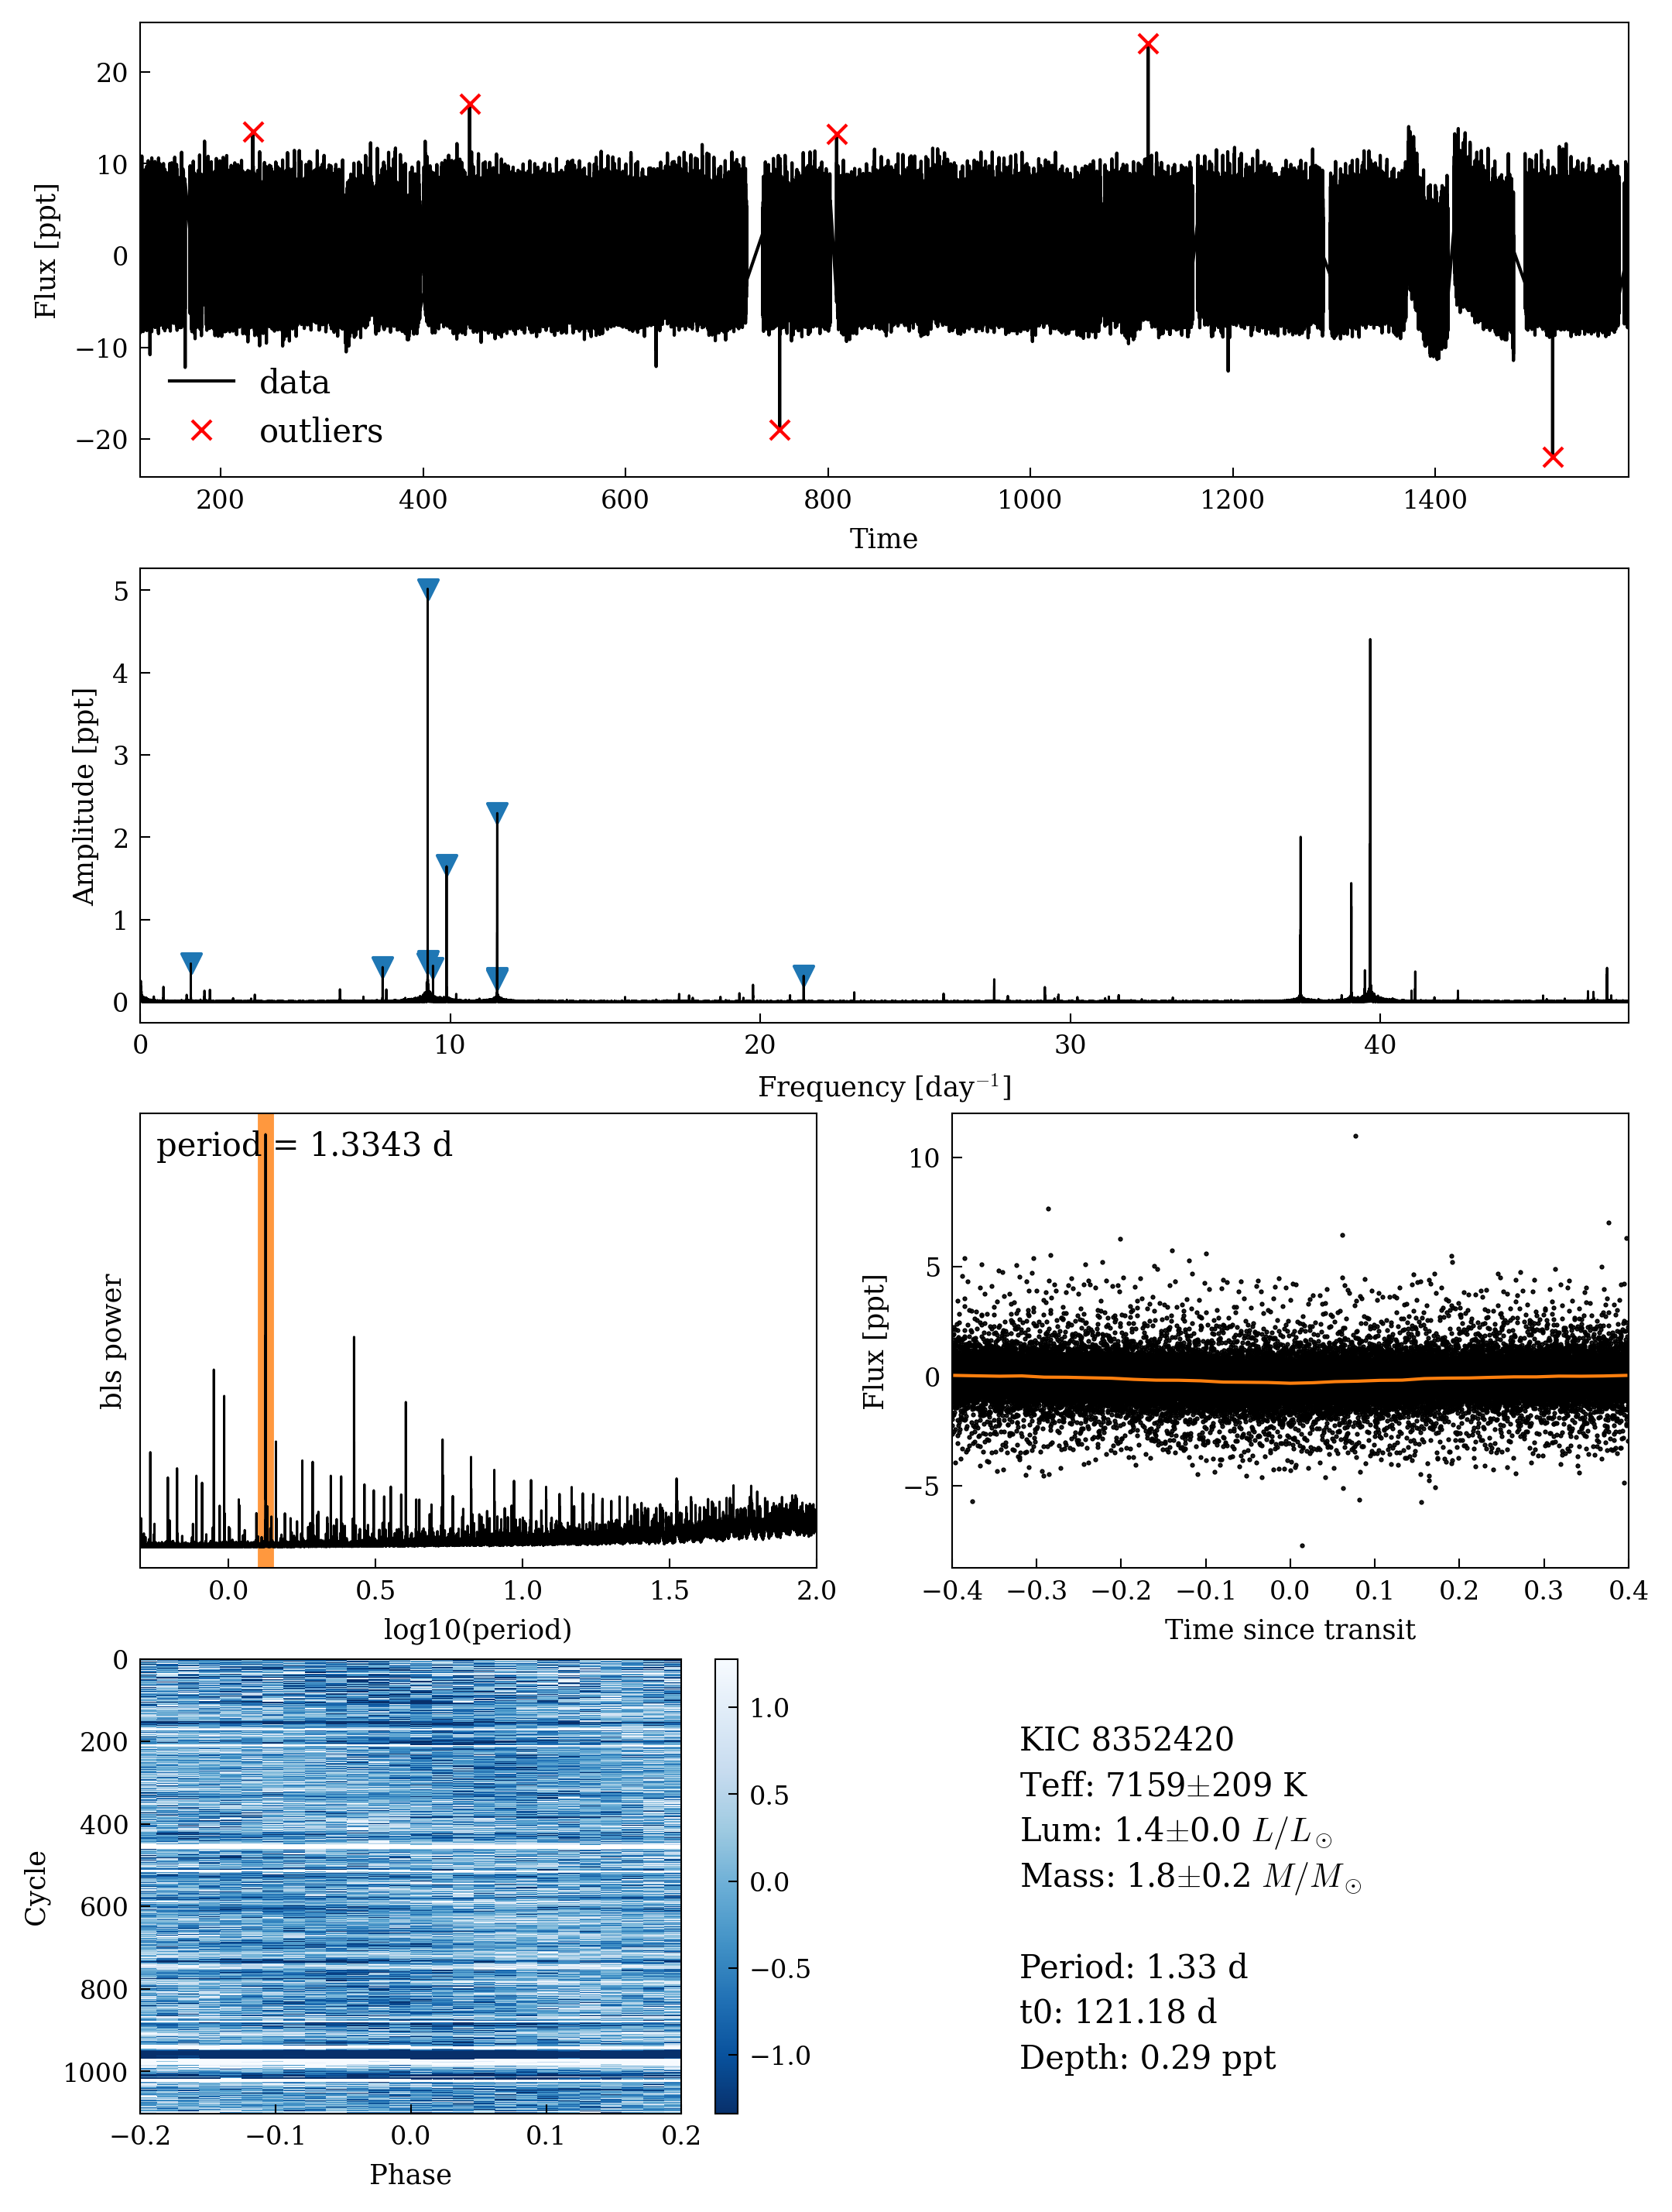 20
10
0
−10
−20
Flux [ppt]
data
outliers
200 400 600 800 1000 1200 1400
Time
5
4
3
2
1
0
Amplitude [ppt]
0 10 20 30 40
Frequency [day⁻¹]
period = 1.3343 d
bls power
0.0 0.5 1.0 1.5 2.0
log10(period)
10
5
0
−5
Flux [ppt]
−0.4 −0.3 −0.2 −0.1 0.0 0.1 0.2 0.3 0.4
Time since transit
0
200
400
600
800
1000
Cycle
−0.2 −0.1 0.0 0.1 0.2
Phase
1.0
0.5
0.0
−0.5
−1.0
KIC 8352420
Teff: 7159±209 K
Lum: 1.4±0.0 L/L⊙
Mass: 1.8±0.2 M/M⊙
Period: 1.33 d
t0: 121.18 d
Depth: 0.29 ppt